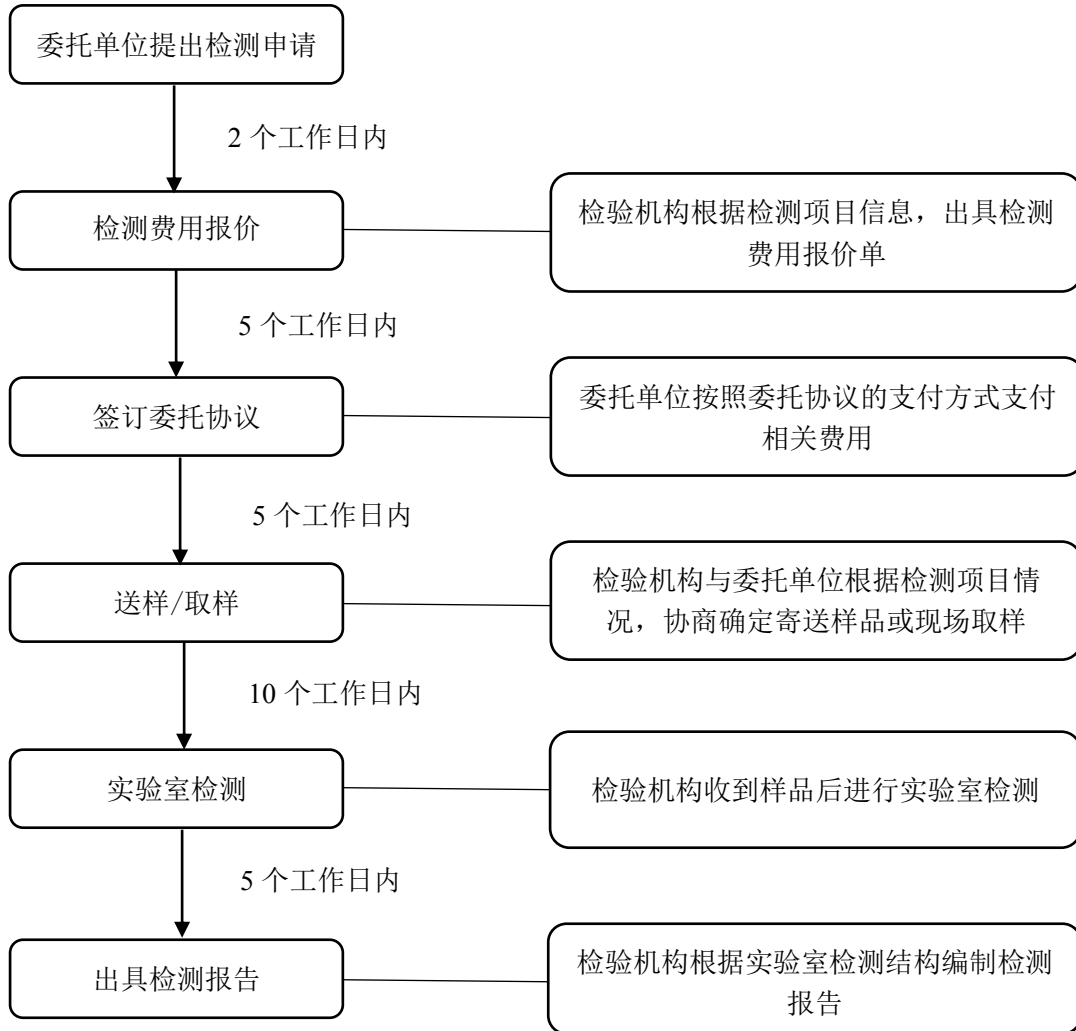 委托单位提出检测申请
2 个工作日内
检测费用报价
检验机构根据检测项目信息，出具检测
费用报价单
5 个工作日内
签订委托协议
委托单位按照委托协议的支付方式支付
相关费用
5 个工作日内
送样/取样
检验机构与委托单位根据检测项目情
况，协商确定寄送样品或现场取样
10 个工作日内
实验室检测
检验机构收到样品后进行实验室检测
5 个工作日内
出具检测报告
检验机构根据实验室检测结构编制检测
报告